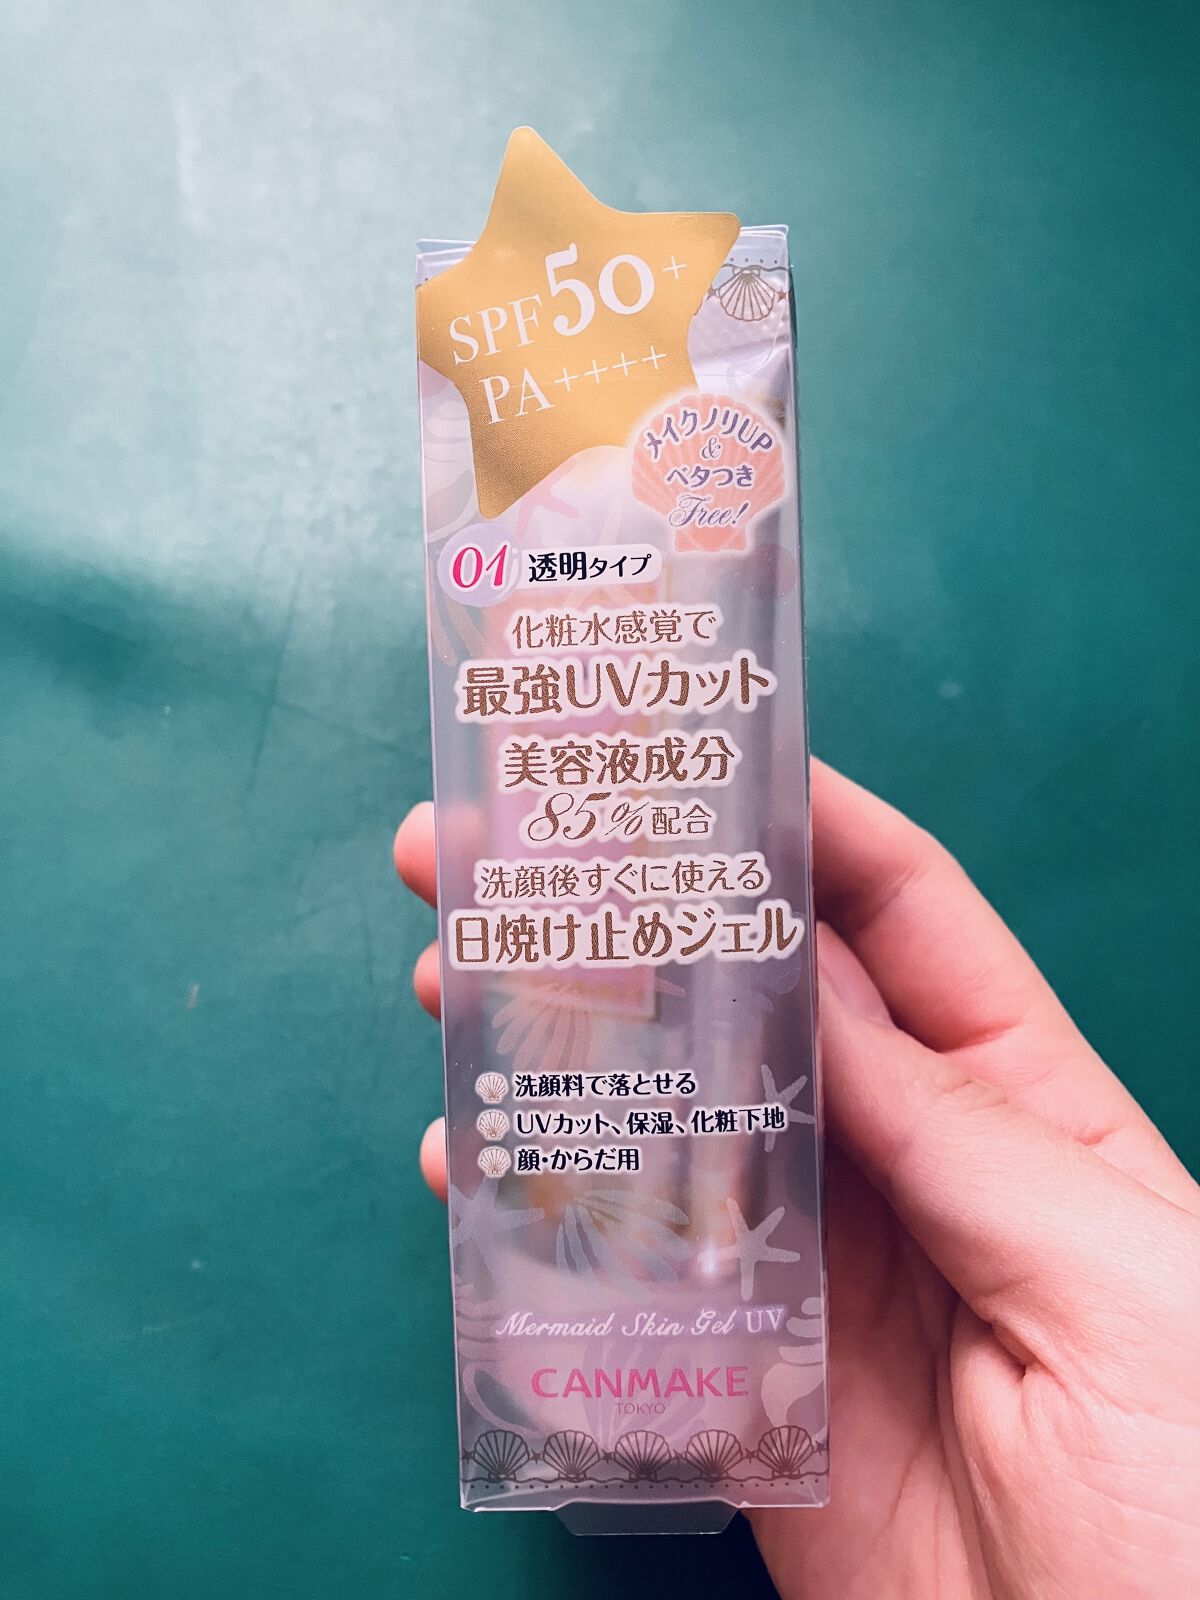 SPF50+
PA++++
メイクノリUP
&
ベタつき
Free!
01 透明タイプ
化粧水感覚で
最強UVカット
美容液成分
85%配合
洗顔後すぐに使える
日焼け止めジェル
洗顔料で落とせる
UVカット、保湿、化粧下地
顔・からだ用
Mermaid Skin Gel UV
CANMAKE
TOKYO